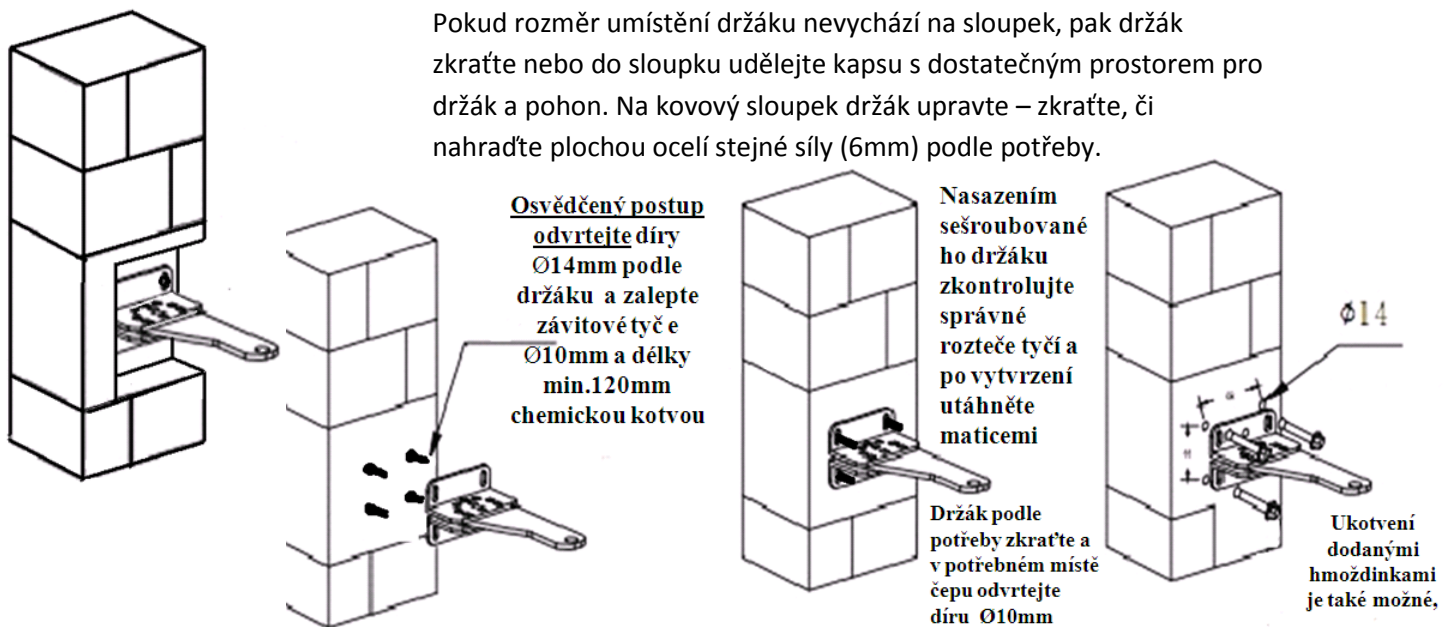 Pokud rozměr umístění držáku nevychází na sloupek, pak držák
zkraťte nebo do sloupku udělejte kapsu s dostatečným prostorem pro
držák a pohon. Na kovový sloupek držák upravte – zkraťte, či
nahraďte plochou ocelí stejné síly (6mm) podle potřeby.
Osvědčený postup
odvrtejte díry
Ø14mm podle
držáku a zalepte
závitové tyč e
Ø10mm a délky
min.120mm
chemickou kotvou
Nasazením
sešroubované
ho držáku
zkontrolujte
správné
rozteče tyčí a
po vytvrzení
utáhněte
maticemi
Držák podle
potřeby zkraťte a
v potřebném místě
čepu odvrtejte
díru Ø10mm
ϕ14
Ukotvení
dodanými
hmoždinkami
je také možné,